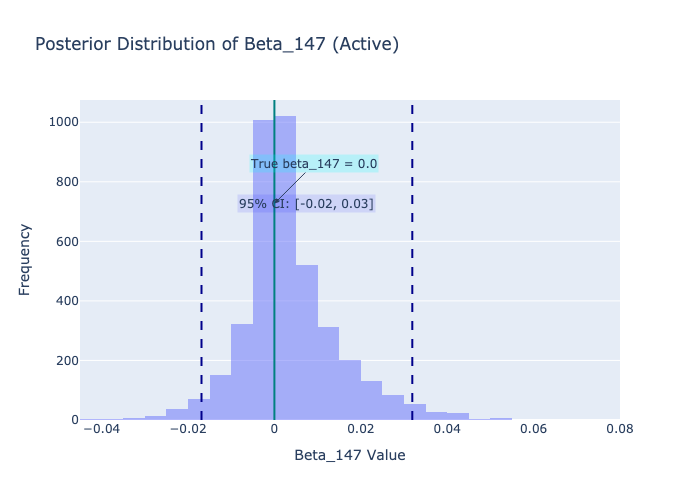 Posterior Distribution of Beta_147 (Active)
1000
800
600
400
200
0
Frequency
True beta_147 = 0.0
95% CI: [-0.02, 0.03]
−0.04
−0.02
0
0.02
0.04
0.06
0.08
Beta_147 Value